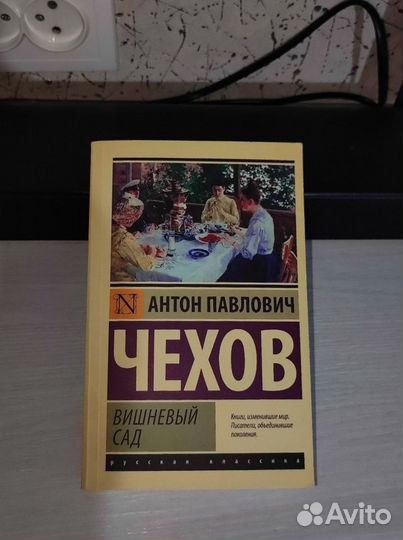 N АНТОН ПАВЛОВИЧ
ЧЕХОВ
ВИШНЕВЫЙ
САД
Книги, изменившие мир.
Писатели, объединившие
поколения.
русская классика
Avito